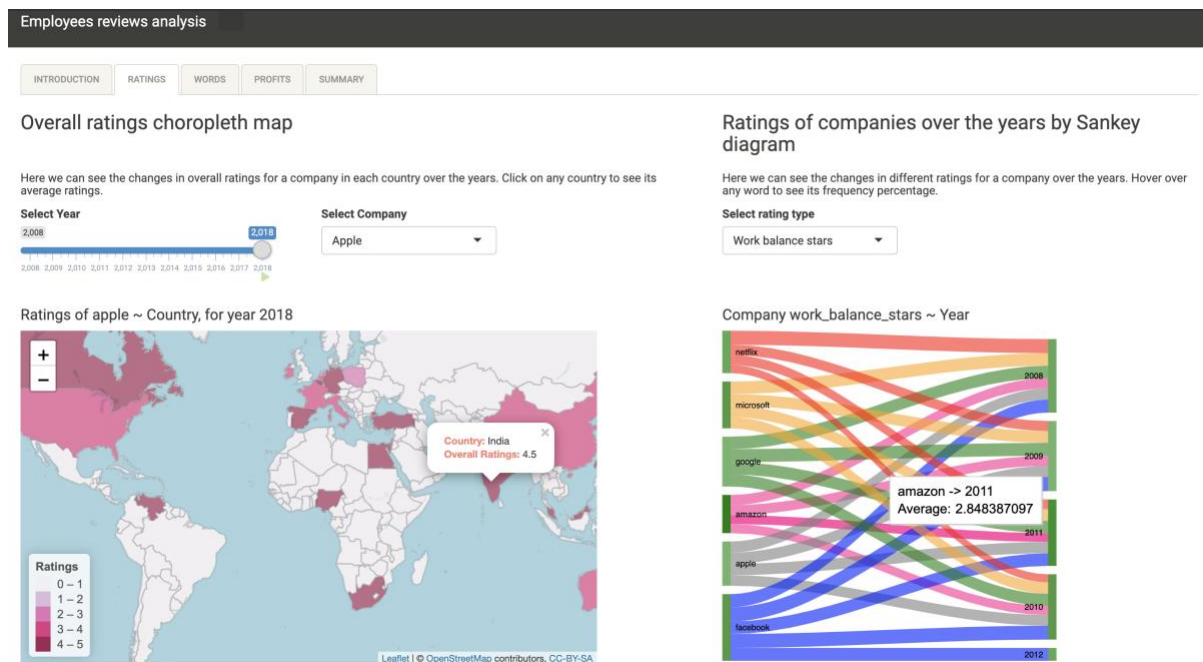 Employees reviews analysis
INTRODUCTION RATINGS WORDS PROFITS SUMMARY
Overall ratings choropleth map
Here we can see the changes in overall ratings for a company in each country over the years. Click on any country to see its
average ratings.
Select Year
2,008 2,018
2,008 2,009 2,010 2,011 2,012 2,013 2,014 2,015 2,016 2,017 2,018
Select Company
Apple
Ratings of apple ~ Country, for year 2018
+
−
Country: India
Overall Ratings: 4.5
×
Ratings
0 – 1
1 – 2
2 – 3
3 – 4
4 – 5
Leaflet | © OpenStreetMap contributors, CC-BY-SA
Ratings of companies over the years by Sankey
diagram
Here we can see the changes in different ratings for a company over the years. Hover over
any word to see its frequency percentage.
Select rating type
Work balance stars
Company work_balance_stars ~ Year
netflix
microsoft
google
amazon
apple
facebook
2008
2009
amazon -> 2011
Average: 2.848387097
2011
2010
2012